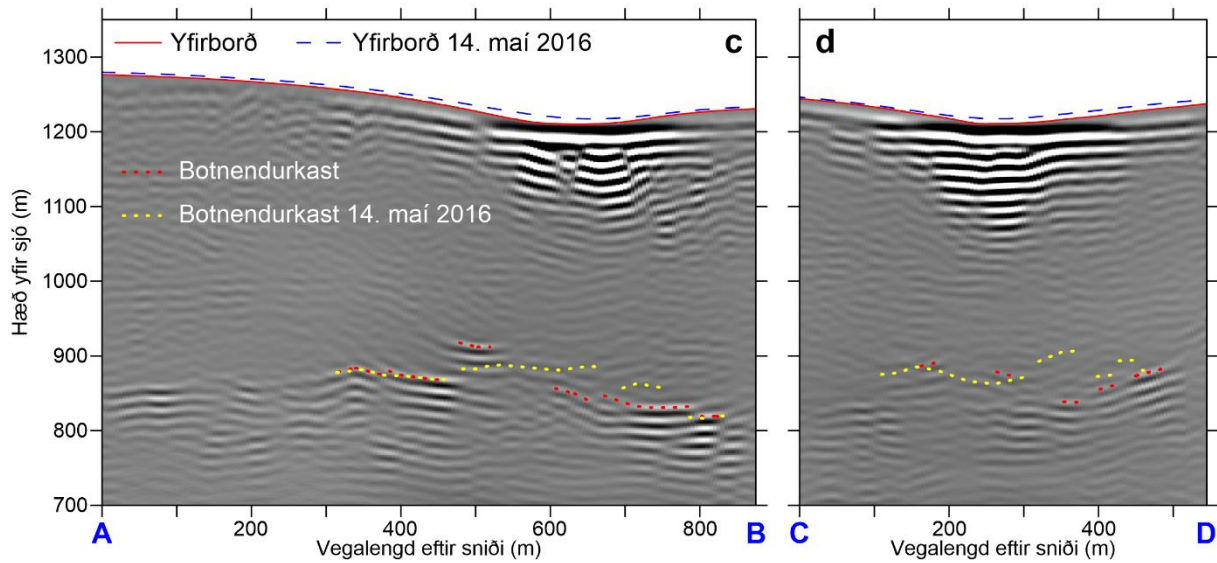 1300
1200
1100
1000
900
800
700
Hæð yfir sjó (m)
Yfirborð
Yfirborð 14. maí 2016
c
d
Botnendurkast
Botnendurkast 14. maí 2016
A
200
400
600
800
B
Vegalengd eftir sniði (m)
C
200
400
D
Vegalengd eftir sniði (m)